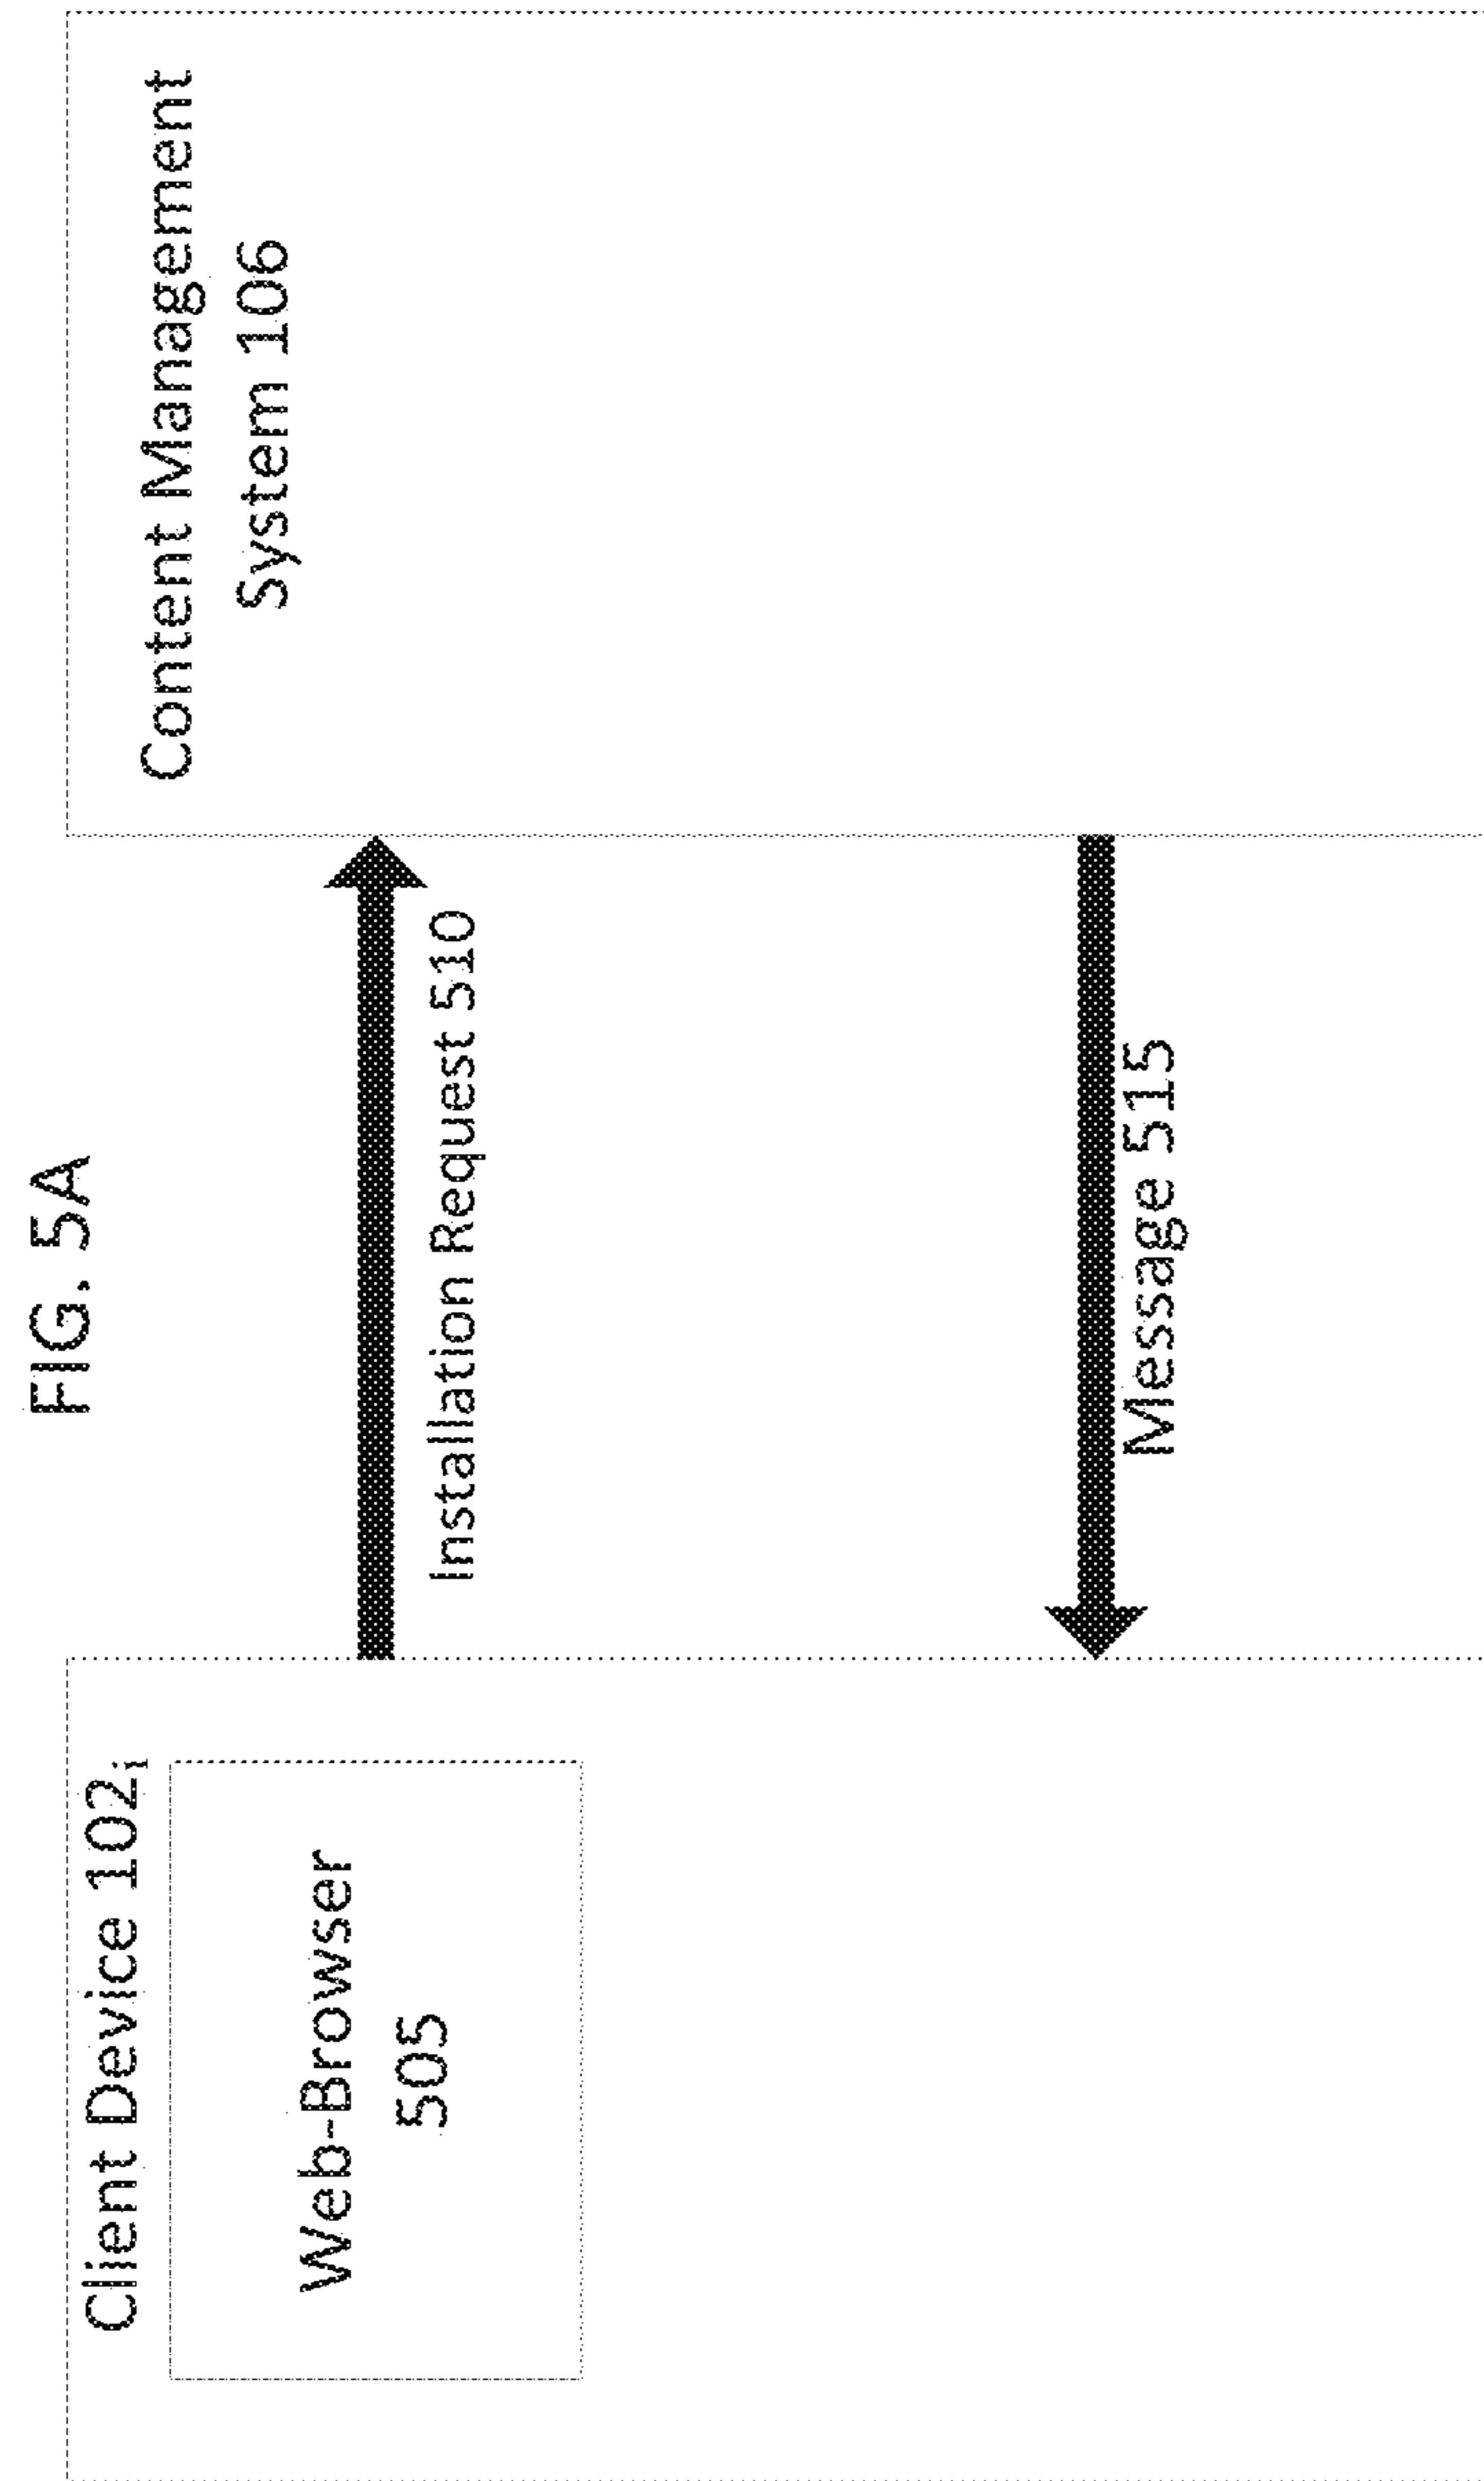 FIG. 5A
Client Device 102i
Web-Browser
505
Installation Request 510
Message 515
Content Management
System 106